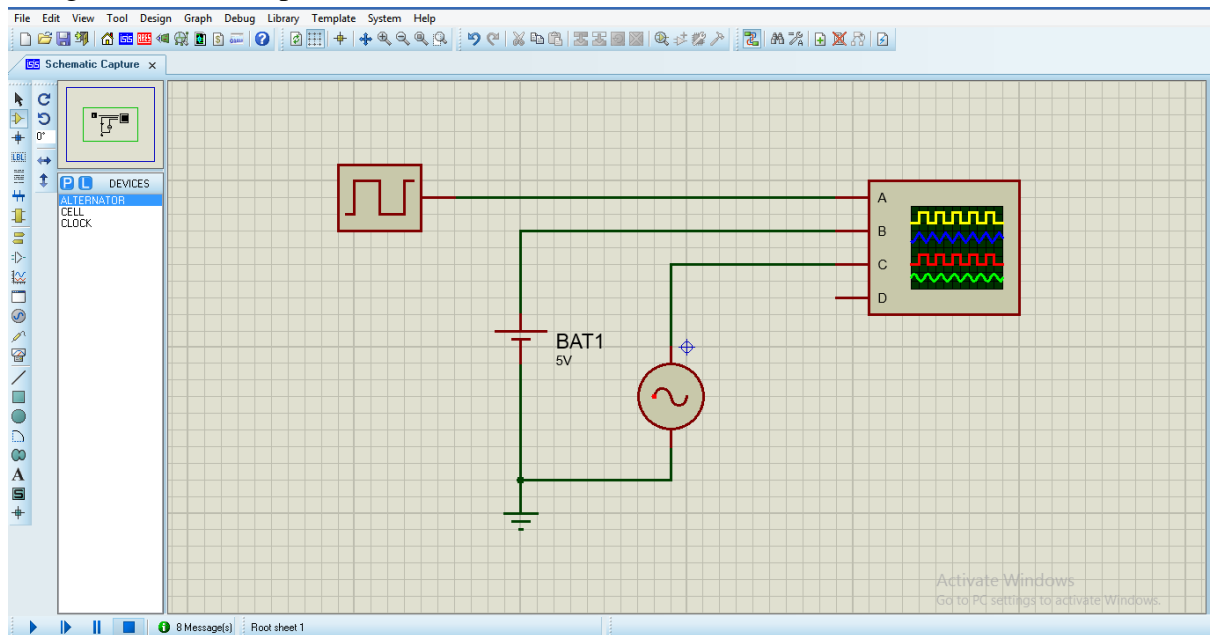 File Edit View Tool Design Graph Debug Library Template System Help
Schematic Capture x
0°
LBL
P L DEVICES
ALTERNATOR
CELL
CLOCK
A
B
C
D
BAT1
5V
A
S
Activate Windows
Go to PC settings to activate Windows.
8 Message(s) Root sheet 1